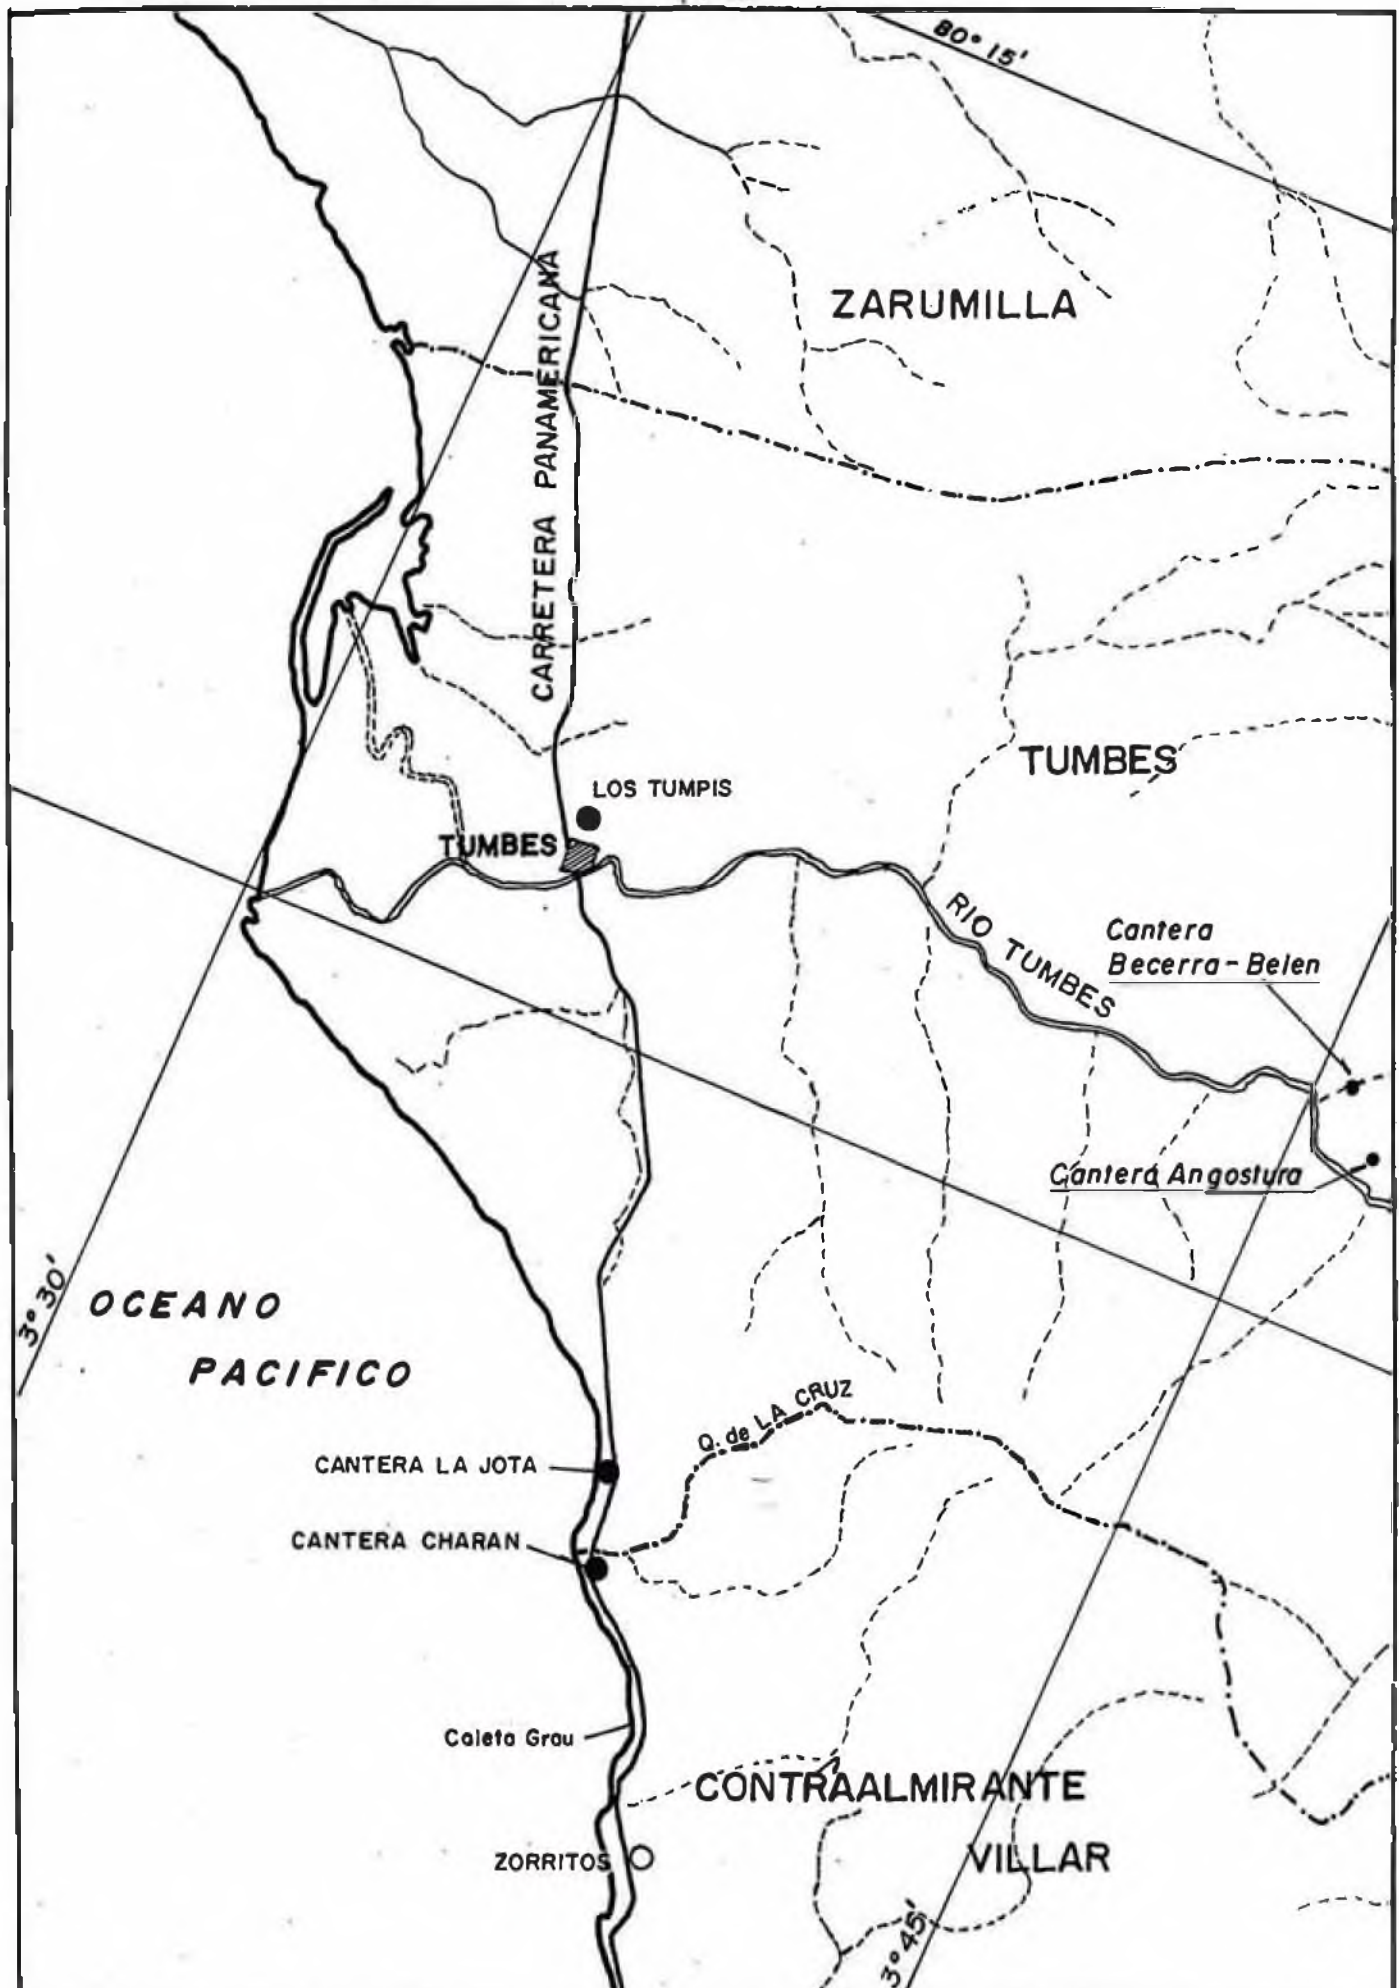 80° 15'
ZARUMILLA
CARRETERA PANAMERICANA
TUMBES
LOS TUMPIS
TUMBES
RIO TUMBES
Cantera
Becerra-Belen
Cantera Angostura
3° 30'
OCEANO
PACIFICO
Q. de LA CRUZ
CANTERA LA JOTA
CANTERA CHARAN
Caleta Grau
CONTRAALMIRANTE
VILLAR
ZORRITOS
3° 45'